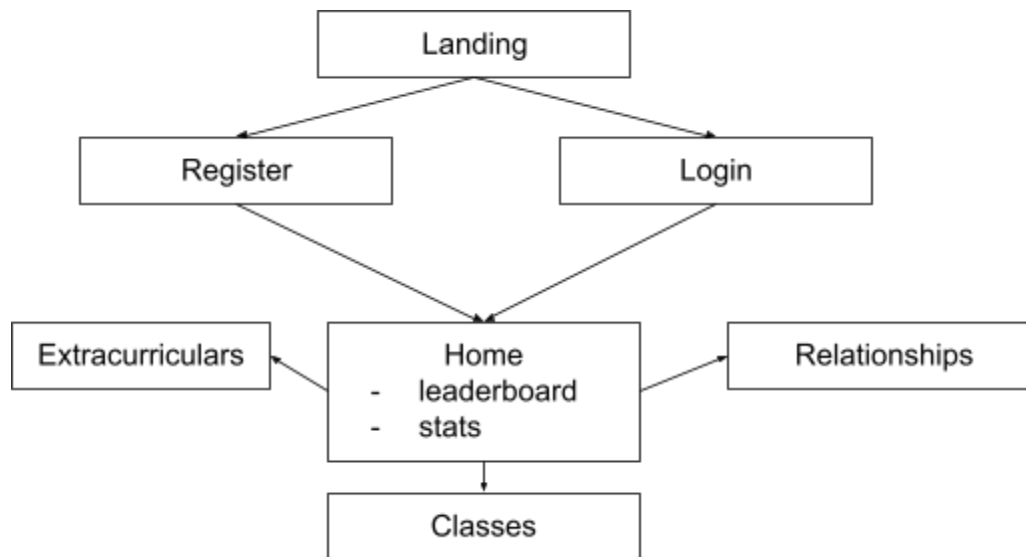 Landing
Register
Login
Extracurriculars
Home
- leaderboard
- stats
Relationships
Classes